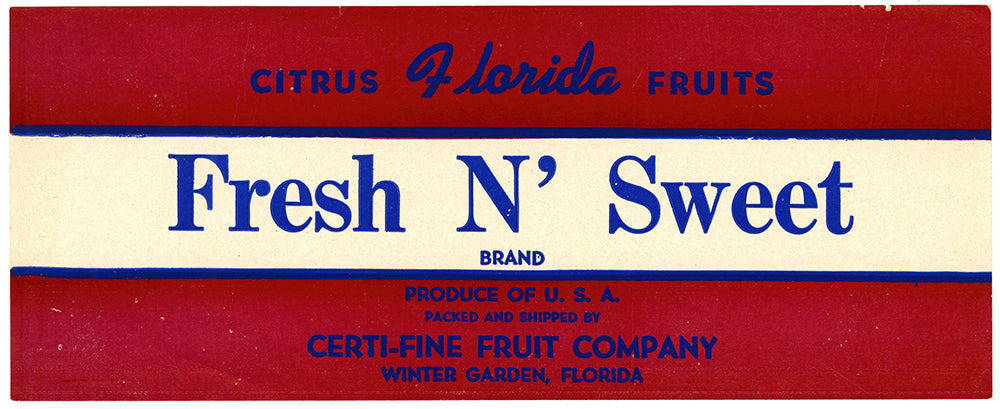 CITRUS Florida FRUITS
Fresh N' Sweet
BRAND
PRODUCE OF U. S. A.
PACKED AND SHIPPED BY
CERTI-FINE FRUIT COMPANY
WINTER GARDEN, FLORIDA